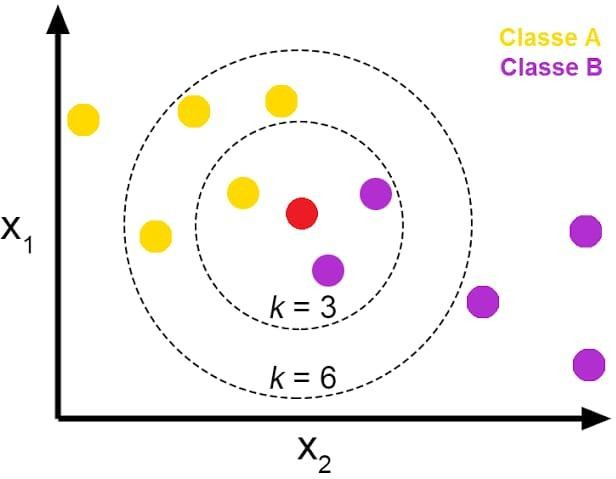 Classe A
Classe B
X1
k = 3
k = 6
X2